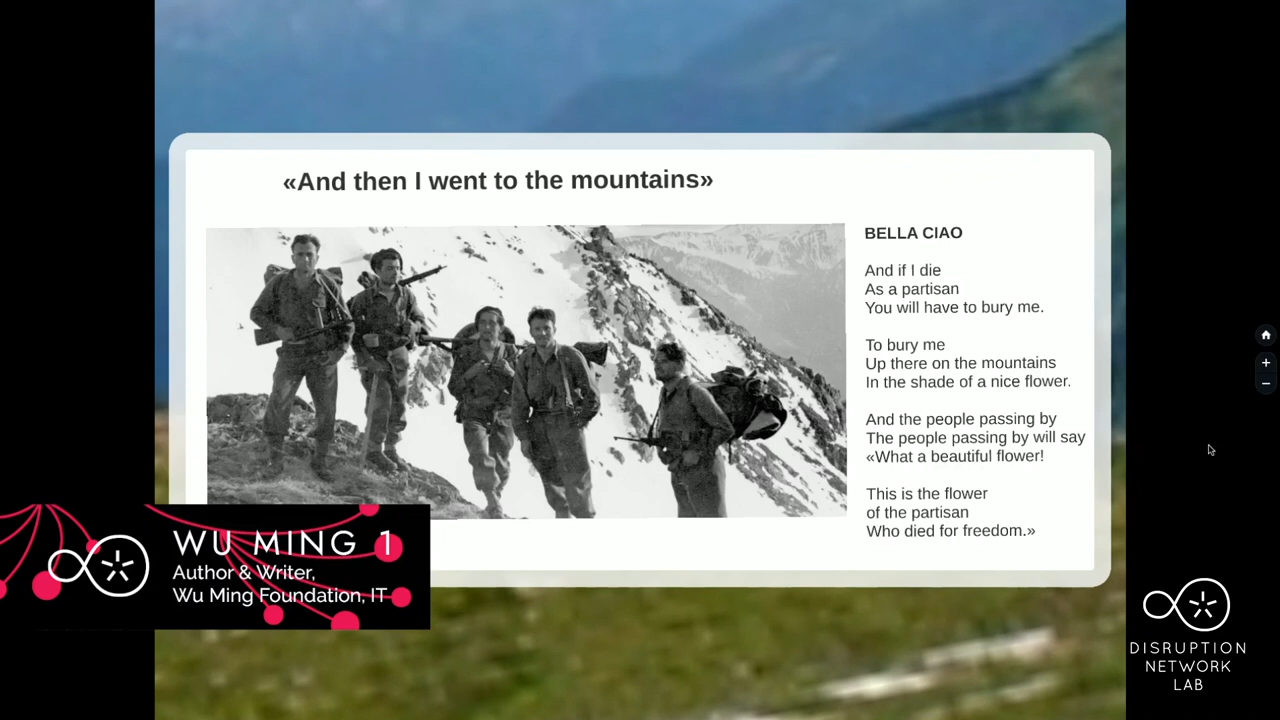 «And then I went to the mountains»
BELLA CIAO
And if I die
As a partisan
You will have to bury me.
To bury me
Up there on the mountains
In the shade of a nice flower.
And the people passing by
The people passing by will say
«What a beautiful flower!
This is the flower
of the partisan
Who died for freedom.»
WU MING 1
Author & Writer,
Wu Ming Foundation, IT
DISRUPTION
NETWORK
LAB